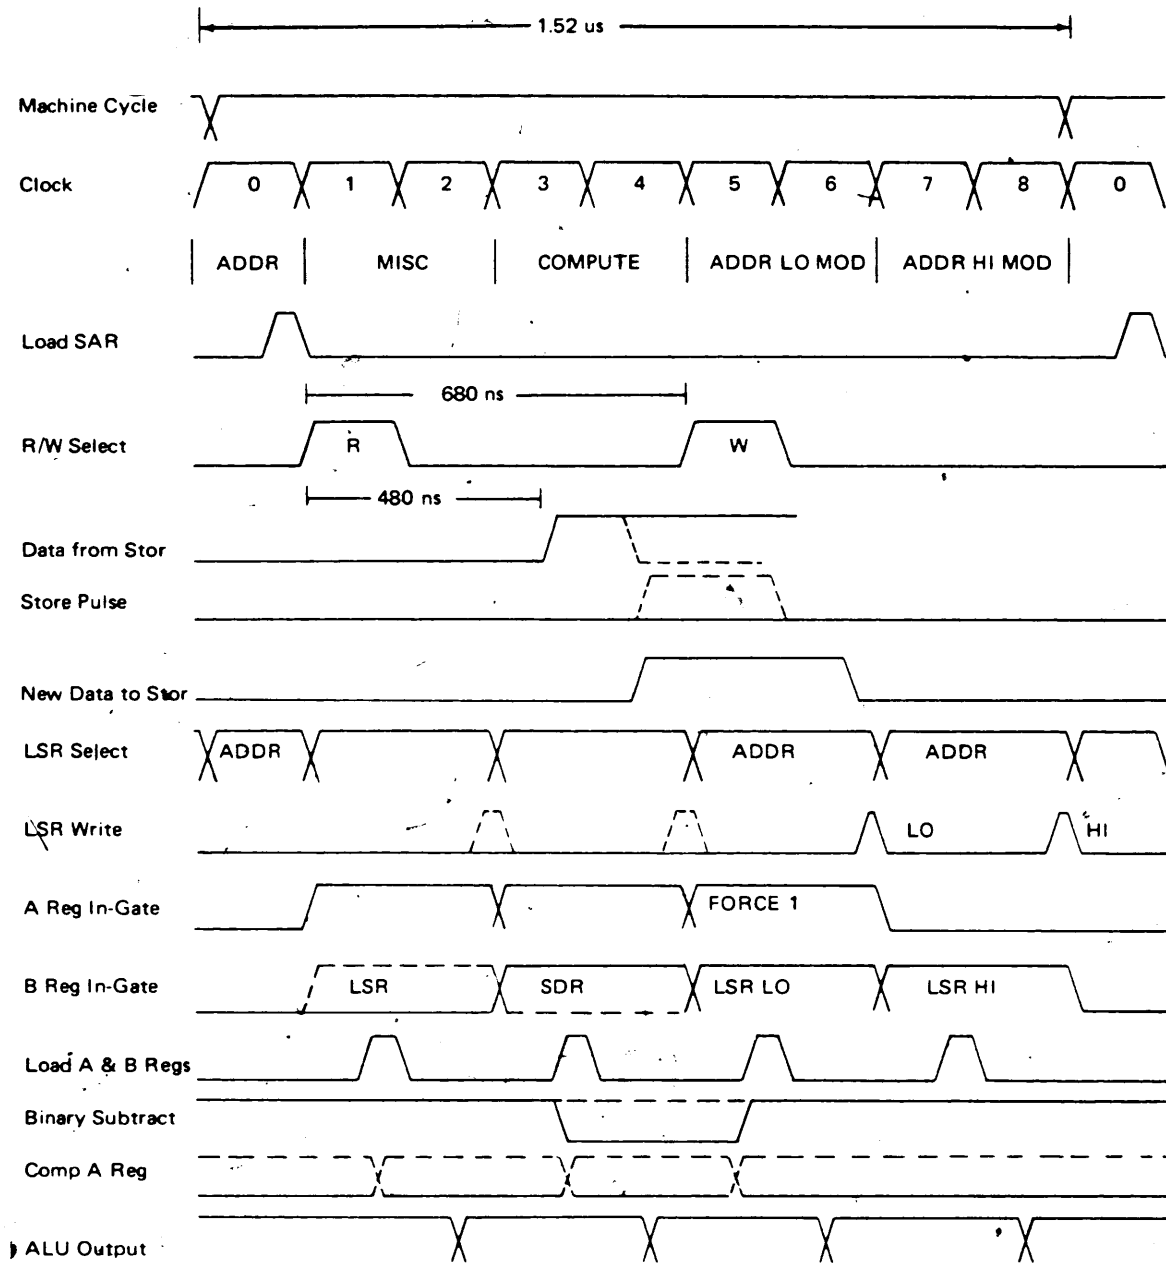 1.52 us
Machine Cycle
Clock 0 1 2 3 4 5 6 7 8 0
ADDR MISC COMPUTE ADDR LO MOD ADDR HI MOD
Load SAR
680 ns
R/W Select R W
480 ns
Data from Stor
Store Pulse
New Data to Stor
LSR Select ADDR ADDR ADDR
LSR Write LO HI
A Reg In-Gate FORCE 1
B Reg In-Gate LSR SDR LSR LO LSR HI
Load A & B Regs
Binary Subtract
Comp A Reg
ALU Output